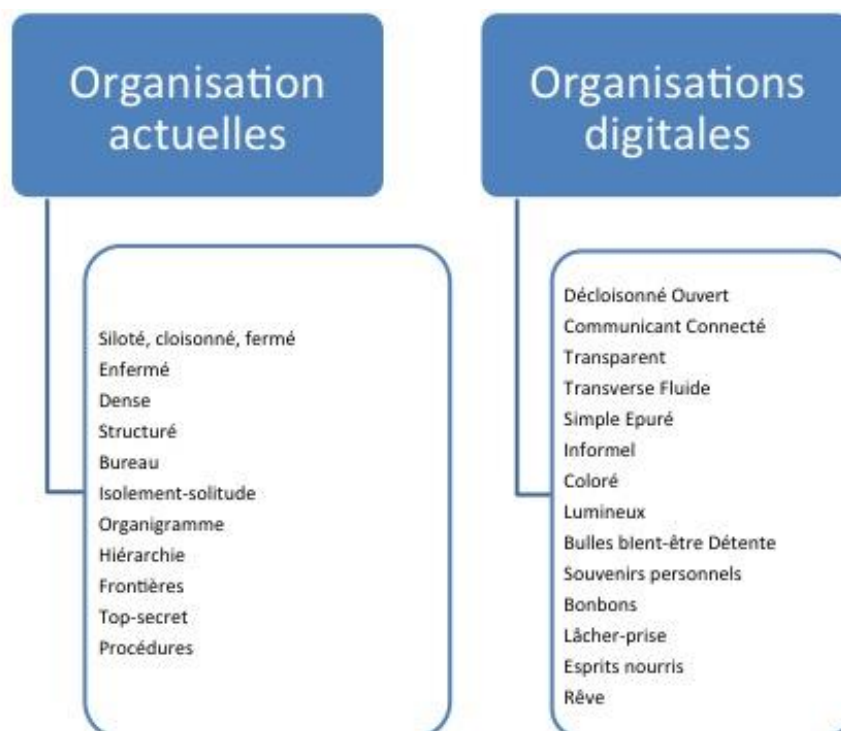 Organisation
actuelles
Siloté, cloisonné, fermé
Enfermé
Dense
Structuré
Bureau
Isolement-solitude
Organigramme
Hiérarchie
Frontières
Top-secret
Procédures
Organisations
digitales
Décloisonné Ouvert
Communicant Connecté
Transparent
Transverse Fluide
Simple Epuré
Informel
Coloré
Lumineux
Bulles bIent-être Détente
Souvenirs personnels
Bonbons
Lâcher-prise
Esprits nourris
Rêve